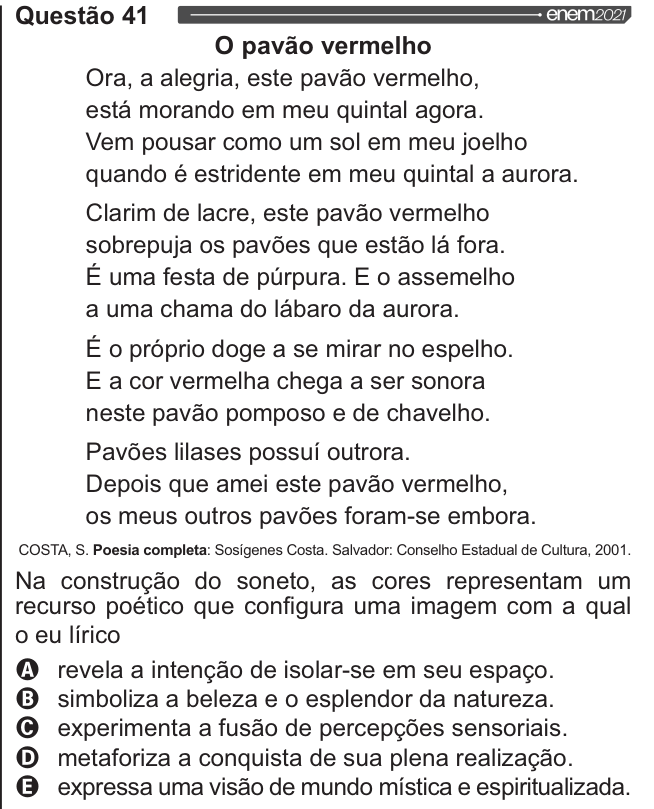 Questão 41 enem2021
O pavão vermelho
Ora, a alegria, este pavão vermelho,
está morando em meu quintal agora.
Vem pousar como um sol em meu joelho
quando é estridente em meu quintal a aurora.
Clarim de lacre, este pavão vermelho
sobrepuja os pavões que estão lá fora.
É uma festa de púrpura. E o assemelho
a uma chama do lábaro da aurora.
É o próprio doge a se mirar no espelho.
E a cor vermelha chega a ser sonora
neste pavão pomposo e de chavelho.
Pavões lilases possuí outrora.
Depois que amei este pavão vermelho,
os meus outros pavões foram-se embora.
COSTA, S. Poesia completa: Sosígenes Costa. Salvador: Conselho Estadual de Cultura, 2001.
Na construção do soneto, as cores representam um
recurso poético que configura uma imagem com a qual
o eu lírico
A revela a intenção de isolar-se em seu espaço.
B simboliza a beleza e o esplendor da natureza.
C experimenta a fusão de percepções sensoriais.
D metaforiza a conquista de sua plena realização.
E expressa uma visão de mundo mística e espiritualizada.